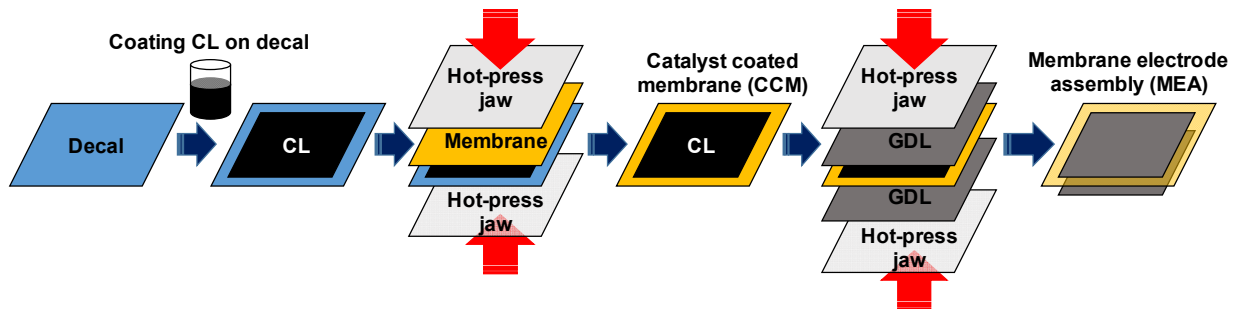 Coating CL on decal
Decal
CL
Hot-press
jaw
Membrane
Hot-press
jaw
Catalyst coated
membrane (CCM)
CL
Hot-press
jaw
GDL
GDL
Hot-press
jaw
Membrane electrode
assembly (MEA)